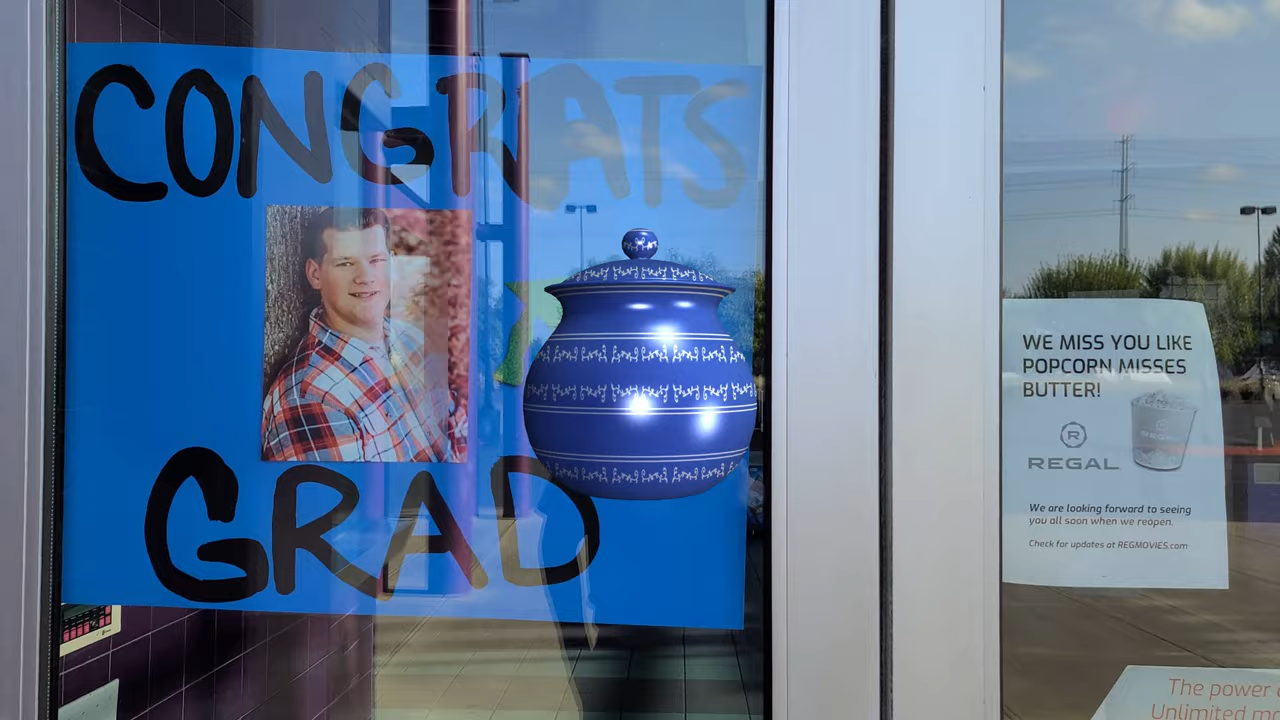 CONGRATS
GRAD
WE MISS YOU LIKE
POPCORN MISSES
BUTTER!
R
REGAL
REGAL
We are looking forward to seeing
you all soon when we reopen.
Check for updates at REGMOVIES.com
The power
Unlimited